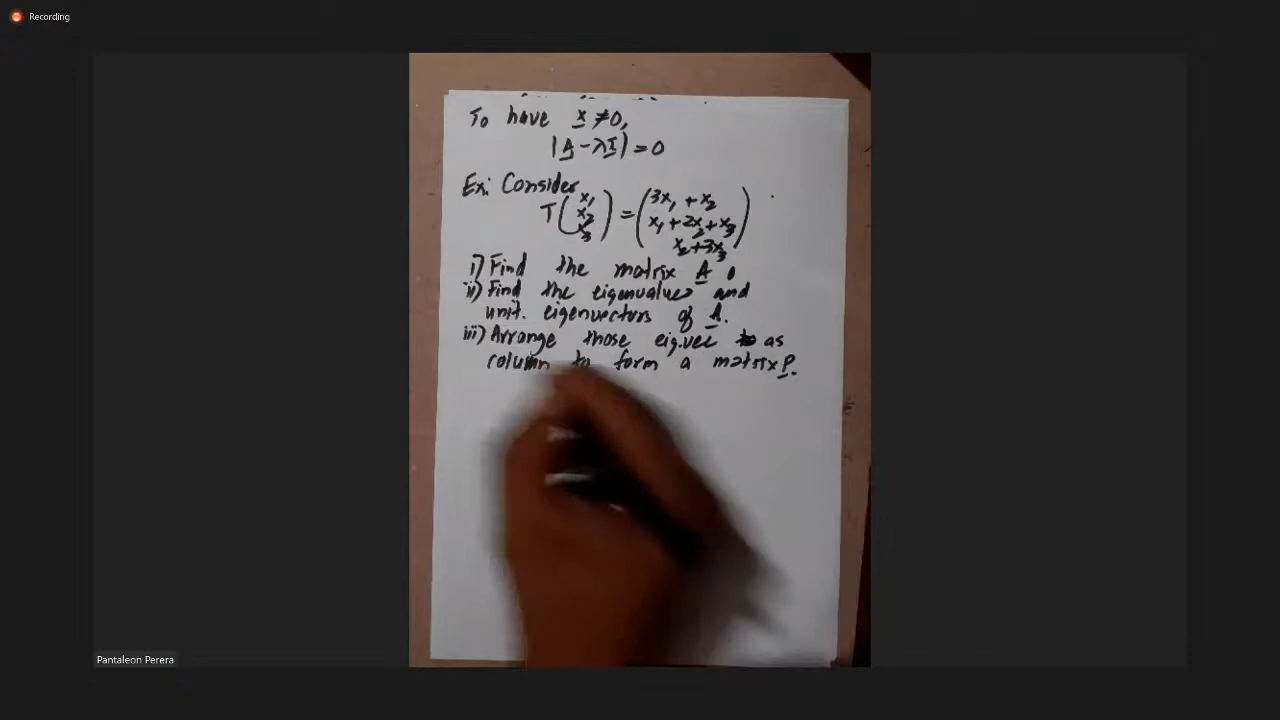 Recording
To have x ≠ 0,
|A - λI| = 0
Ex: Consider
T(x₁ x₂ x₃) = (3x₁ + x₂
x₁ + 2x₂ + x₃
x₂ + 3x₃)
i) Find the matrix A
ii) Find the eigenvalues and
unit. eigenvectors of A.
iii) Arrange those eig.vec as
column to form a matrix P.
Pantaleon Perera